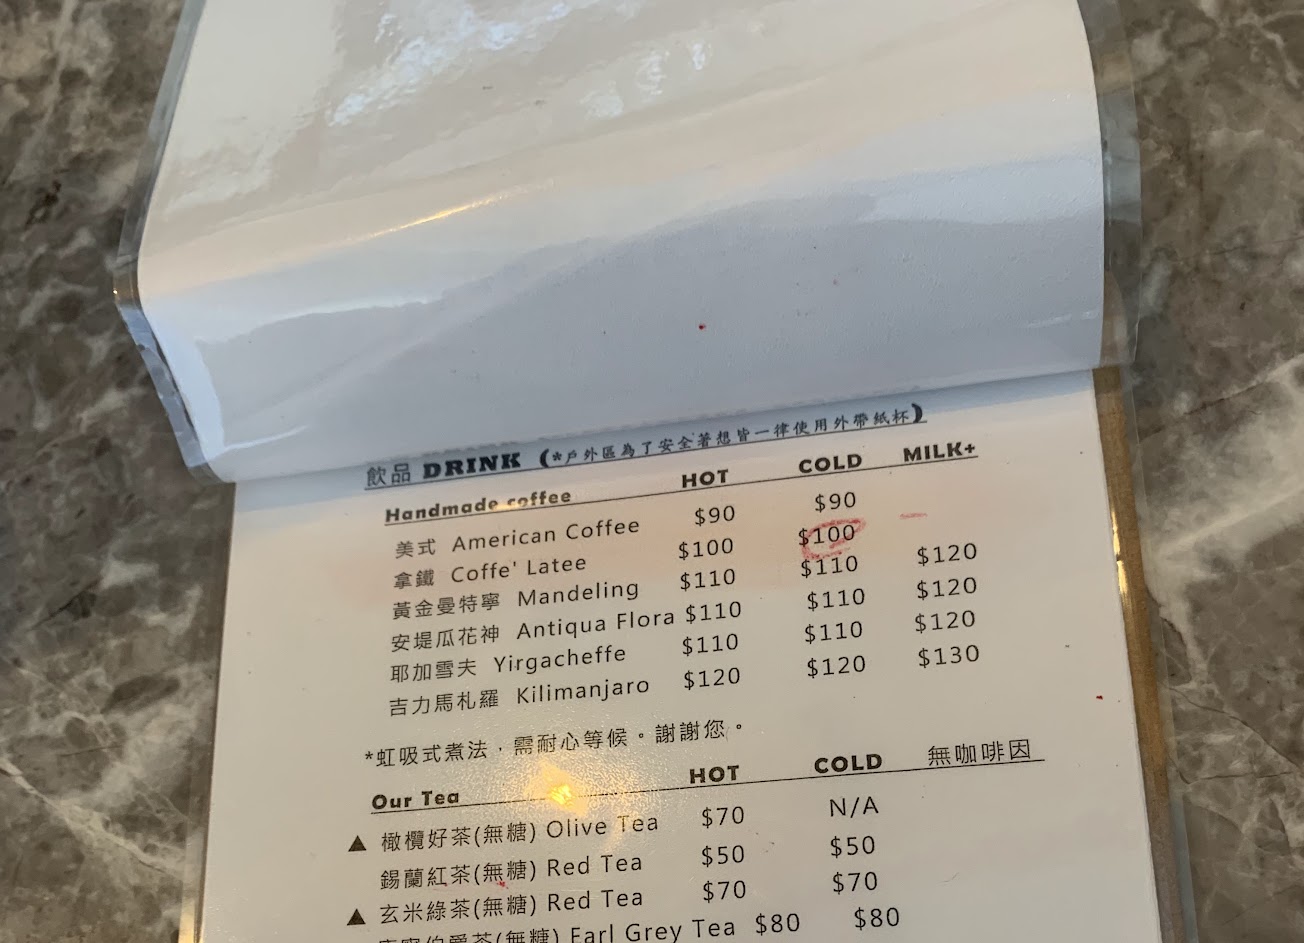 飲品 DRINK (*戶外區為了安全著想皆一律使用外帶紙杯)
Handmade coffee HOT COLD MILK+
美式 American Coffee $90 $90
拿鐵 Coffe' Latee $100 $100
黃金曼特寧 Mandeling $110 $110 $120
安堤瓜花神 Antiqua Flora $110 $110 $120
耶加雪夫 Yirgacheffe $110 $110 $120
吉力馬札羅 Kilimanjaro $120 $120 $130
*虹吸式煮法，需耐心等候。謝謝您。
Our Tea HOT COLD 無咖啡因
▲ 橄欖好茶(無糖) Olive Tea $70 N/A
錫蘭紅茶(無糖) Red Tea $50 $50
▲ 玄米綠茶(無糖) Red Tea $70 $70
伯爵茶(無糖) Earl Grey Tea $80 $80